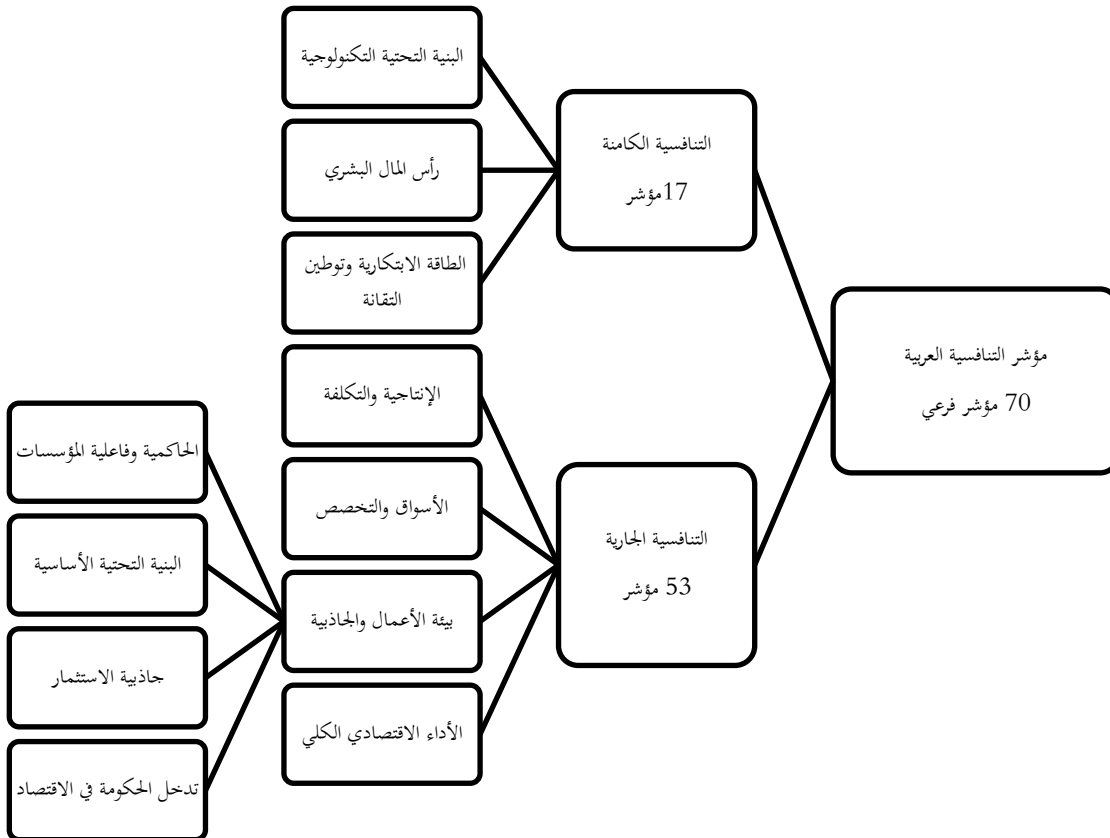 مؤشر التنافسية العربية
70 مؤشر فرعي
التنافسية الكامنة
17مؤشر
البنية التحتية التكنولوجية
رأس المال البشري
الطاقة الابتكارية وتوطين
التقانة
التنافسية الجارية
53 مؤشر
الإنتاجية والتكلفة
الأسواق والتخصص
بيئة الأعمال والجاذبية
الأداء الاقتصادي الكلي
الحاكمية وفاعلية المؤسسات
البنية التحتية الأساسية
جاذبية الاستثمار
تدخل الحكومة في الاقتصاد